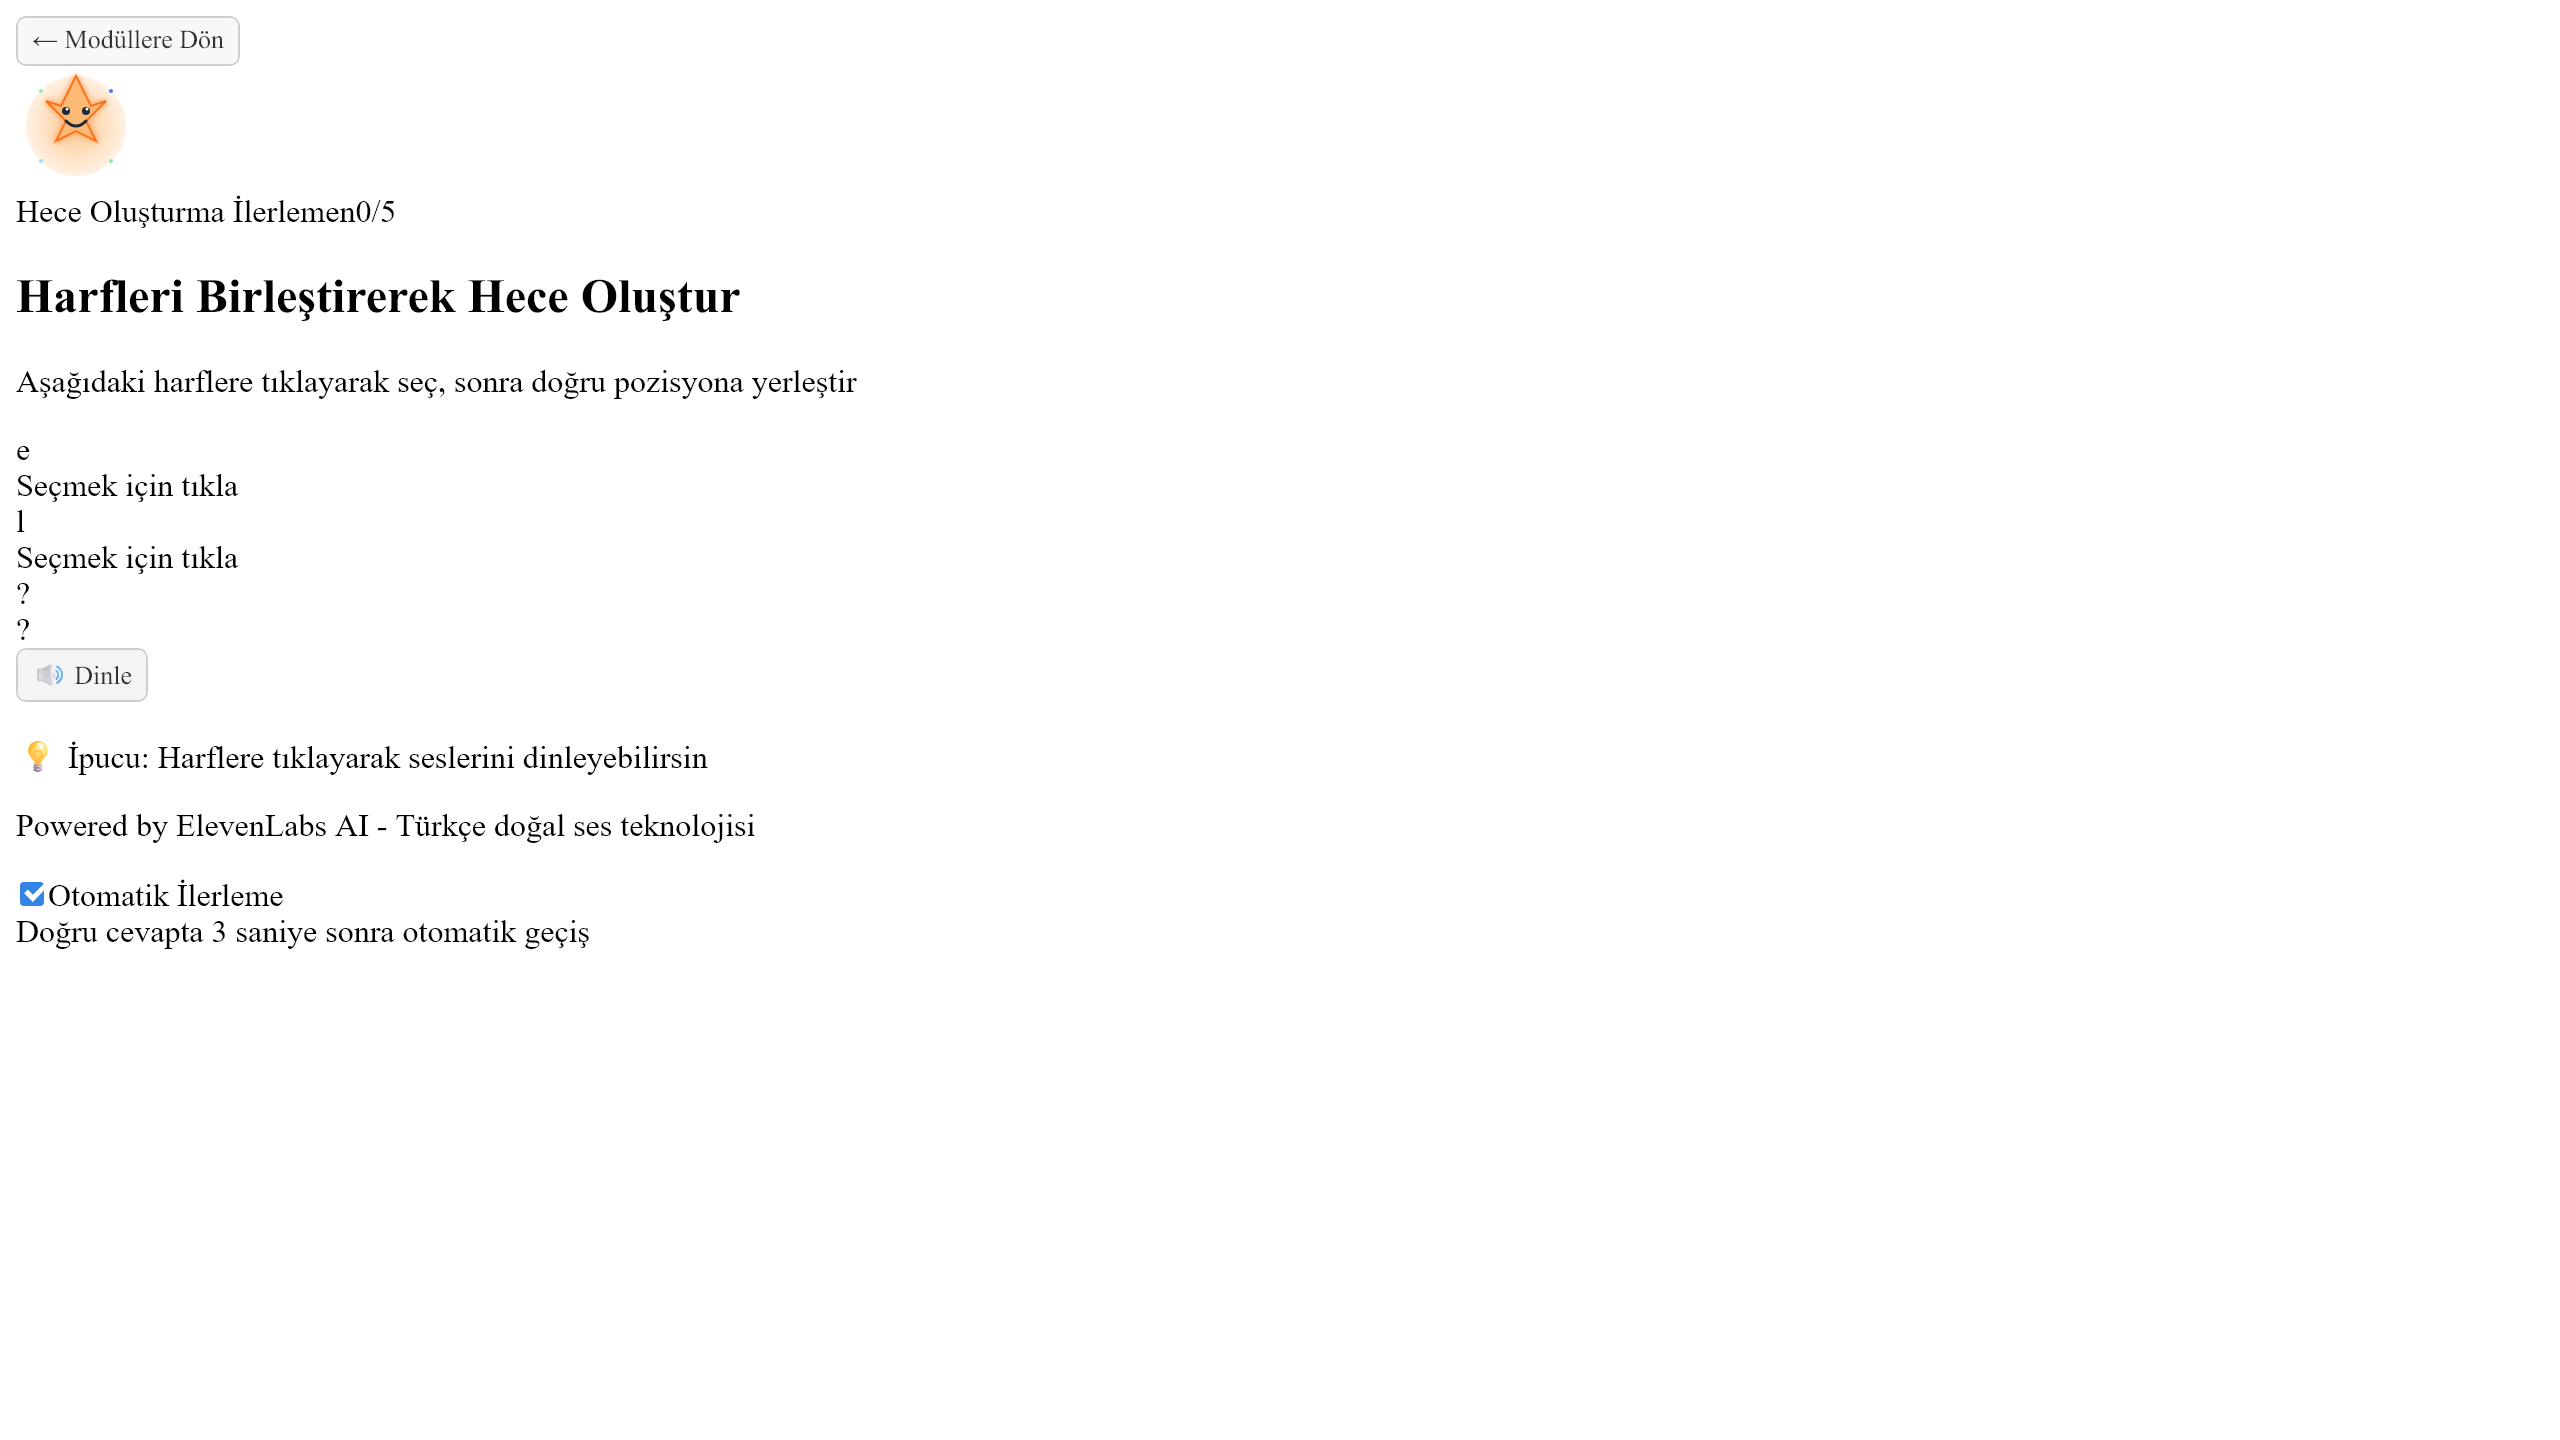 ← Modüllere Dön
Hece Oluşturma İlerlemen0/5
Harfleri Birleştirerek Hece Oluştur
Aşağıdaki harflere tıklayarak seç, sonra doğru pozisyona yerleştir
e
Seçmek için tıkla
l
Seçmek için tıkla
?
?
🔊 Dinle
💡 İpucu: Harflere tıklayarak seslerini dinleyebilirsin
Powered by ElevenLabs AI - Türkçe doğal ses teknolojisi
Otomatik İlerleme
Doğru cevapta 3 saniye sonra otomatik geçiş